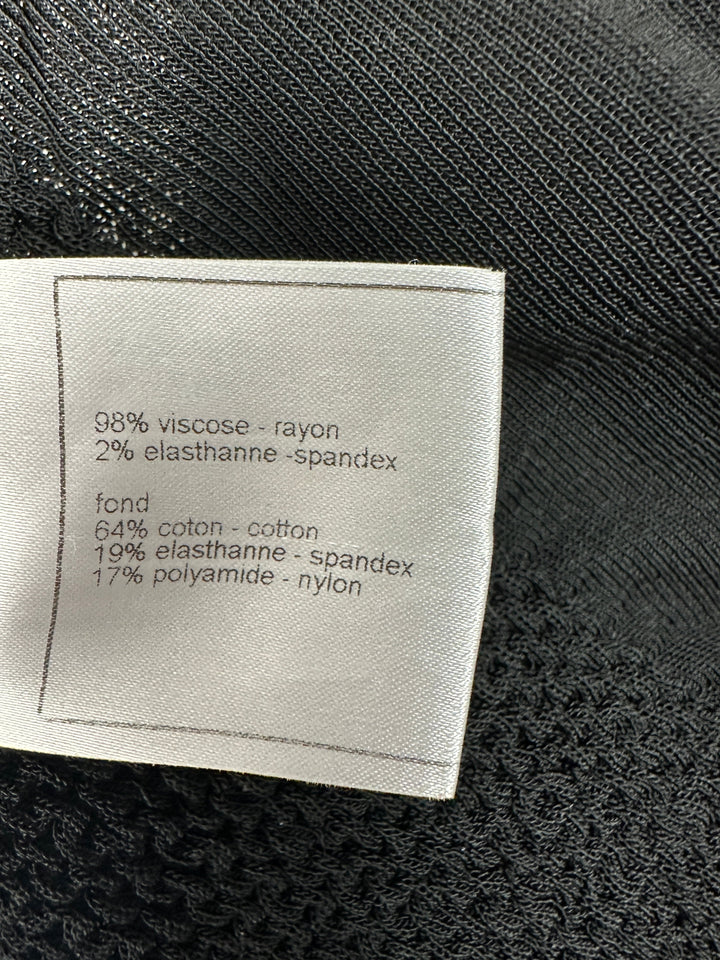 98% viscose - rayon
2% elasthanne -spandex
fond
64% coton - cotton
19% elasthanne - spandex
17% polyamide - nylon